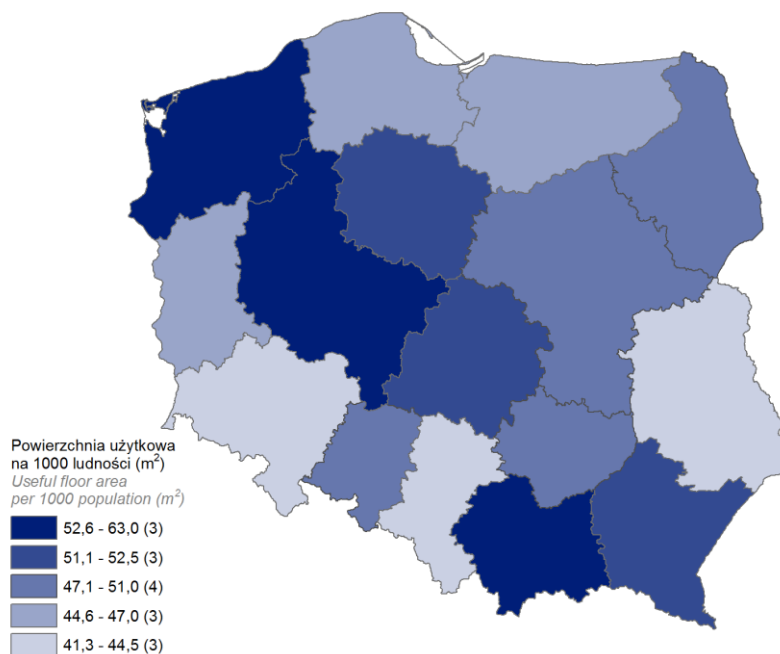 Powierzchnia użytkowa
na 1000 ludności (m²)
Useful floor area
per 1000 population (m²)
52,6 - 63,0 (3)
51,1 - 52,5 (3)
47,1 - 51,0 (4)
44,6 - 47,0 (3)
41,3 - 44,5 (3)